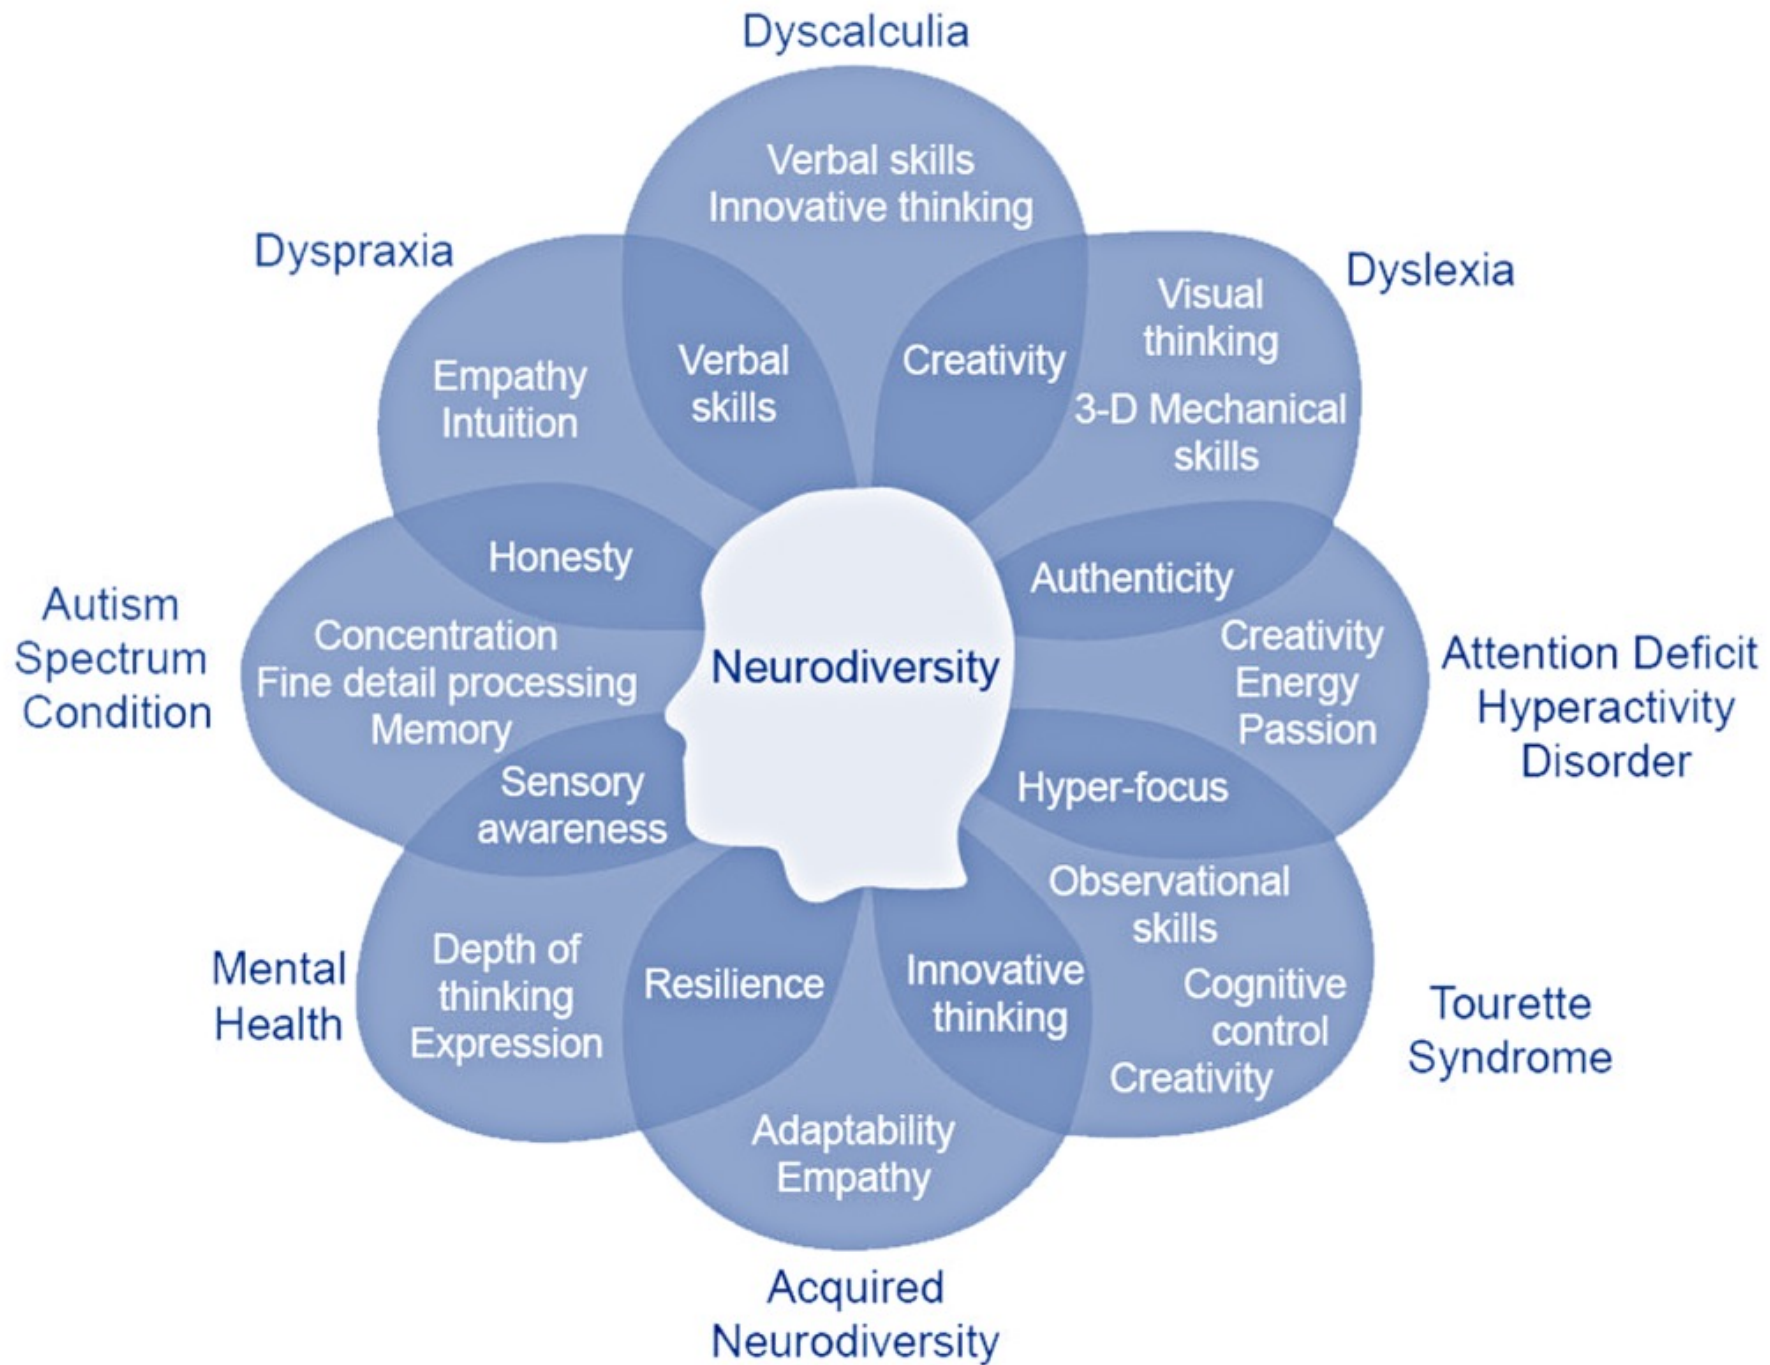 Dyscalculia
Verbal skills
Innovative thinking
Dyspraxia
Dyslexia
Empathy
Intuition
Verbal
skills
Creativity
Visual
thinking
3-D Mechanical
skills
Honesty
Authenticity
Autism
Spectrum
Condition
Concentration
Fine detail processing
Memory
Neurodiversity
Creativity
Energy
Passion
Attention Deficit
Hyperactivity
Disorder
Sensory
awareness
Hyper-focus
Mental
Health
Depth of
thinking
Expression
Resilience
Innovative
thinking
Observational
skills
Cognitive
control
Creativity
Tourette
Syndrome
Adaptability
Empathy
Acquired
Neurodiversity